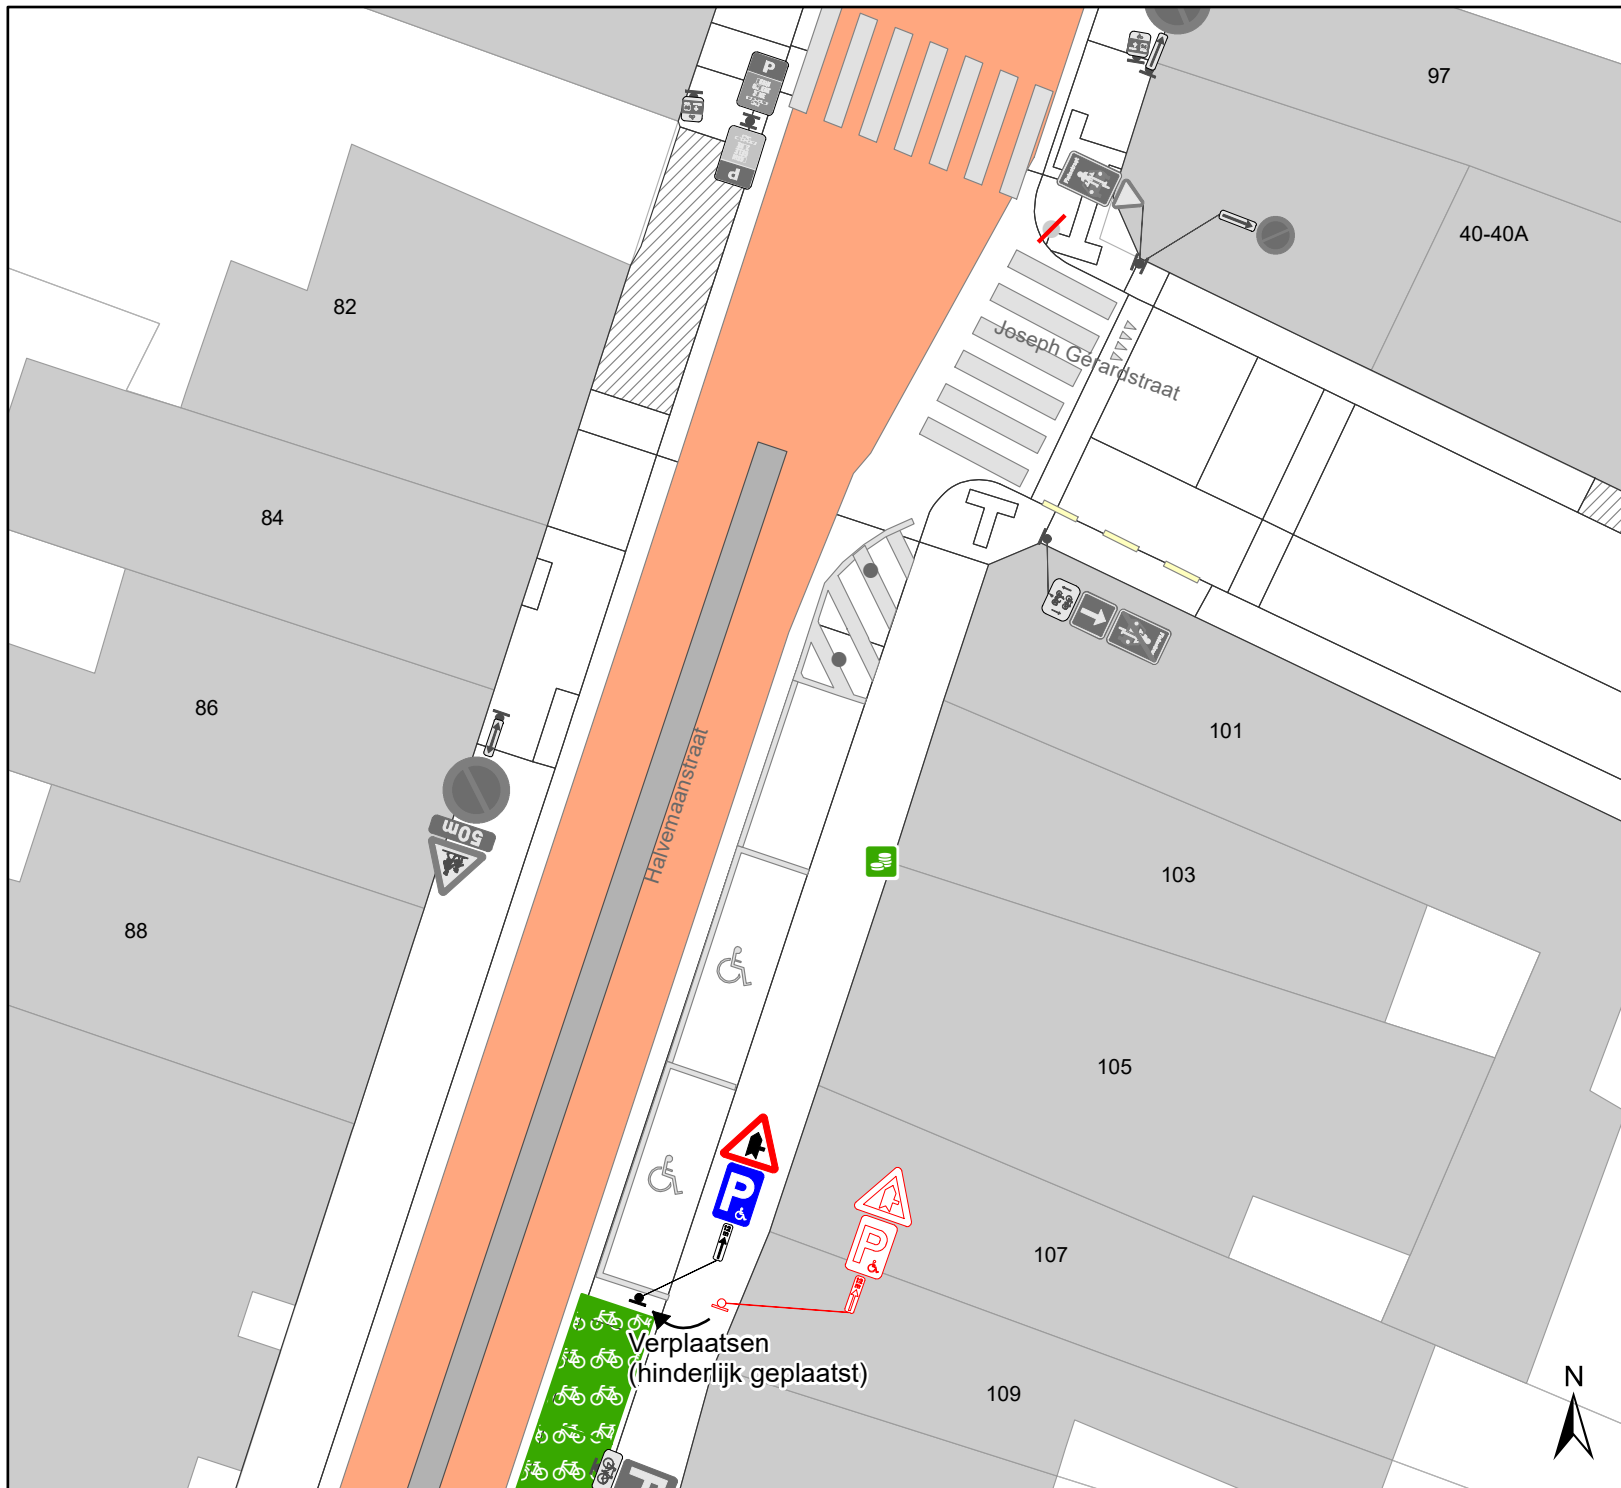 97
40-40A
82
Joseph Gerardstraat
84
86
101
Halvemaanstraat
50m
103
88
105
P
P
107
Verplaatsen
(hinderlijk geplaatst)
109
N
P
P